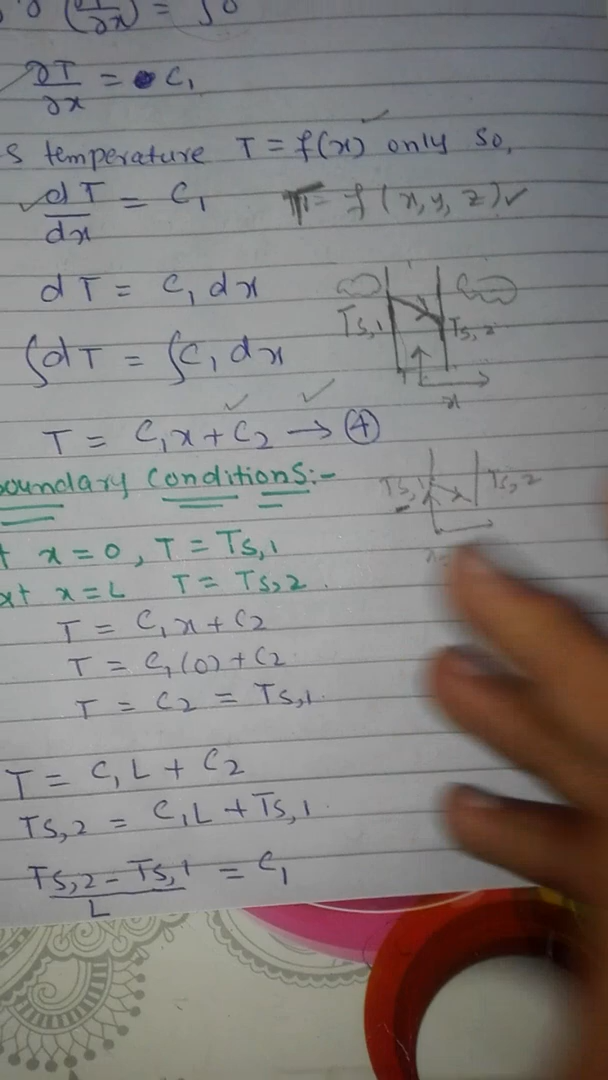 ∂T/∂x = C₁
s temperature T = f(x) only so,
dT/dx = C₁ T = f(x, y, z)
dT = C₁ dx
Ts,1 Ts,2
∫dT = ∫C₁ dx
x
T = C₁x + C₂ → ④
boundary conditions:-
Ts,1 Ts,2
x = 0, T = Ts,1
x = L T = Ts,2.
T = C₁x + C₂
T = C₁(0) + C₂
T = C₂ = Ts,1.
T = C₁L + C₂
Ts,2 = C₁L + Ts,1.
Ts,2 - Ts,1 / L = C₁